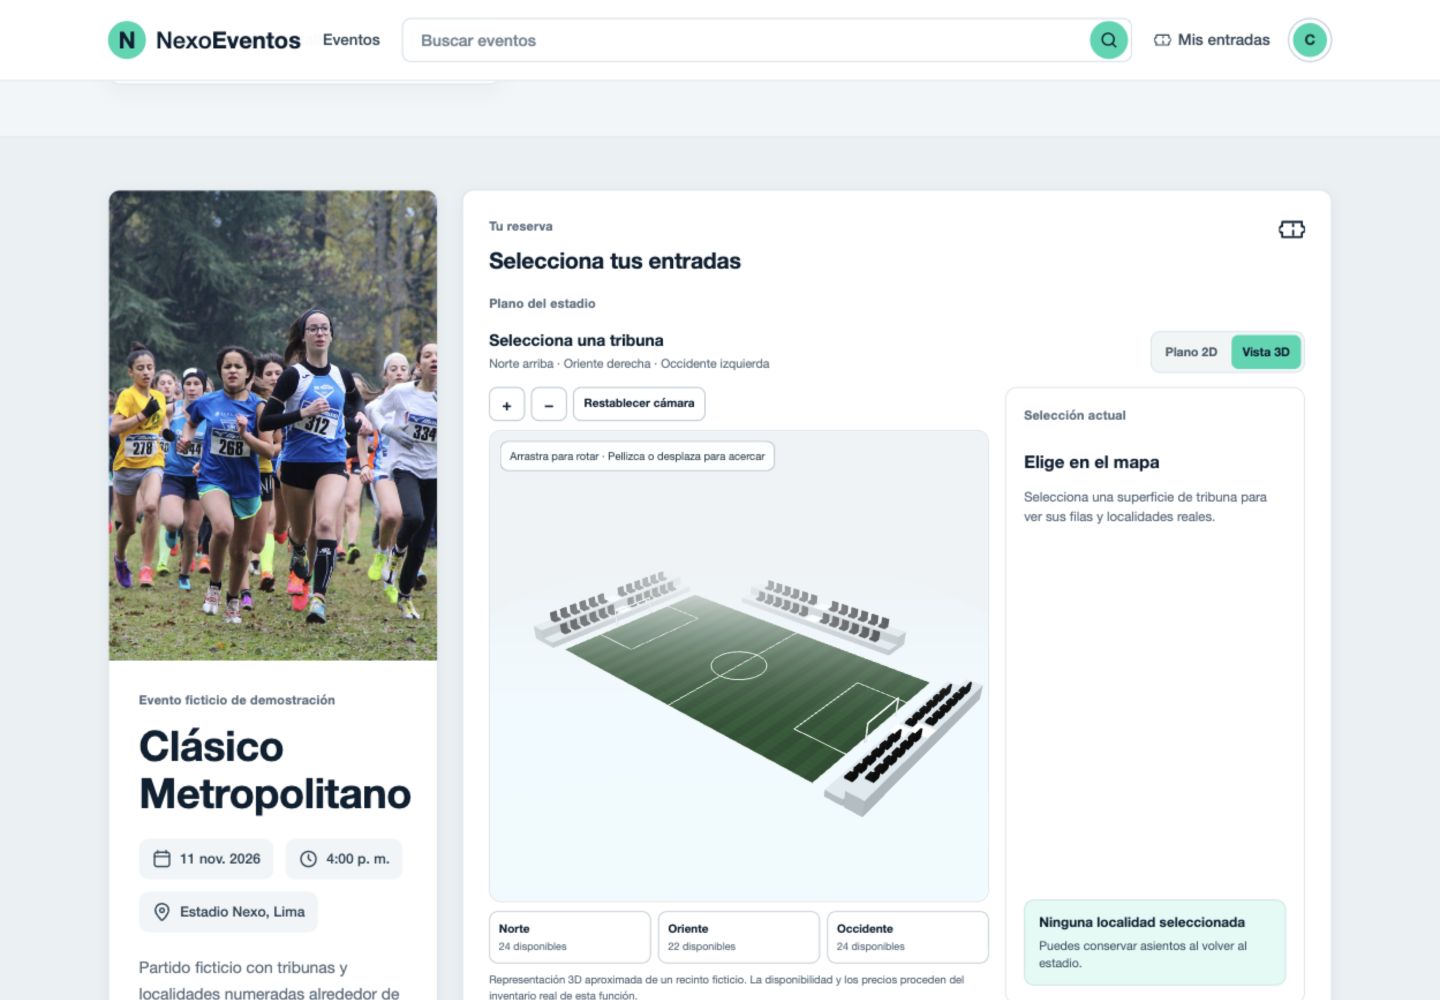 N NexoEventos
Eventos
Buscar eventos
Mis entradas
C
278
344
268
312
334
Evento ficticio de demostración
Clásico
Metropolitano
11 nov. 2026
4:00 p. m.
Estadio Nexo, Lima
Partido ficticio con tribunas y
localidades numeradas alrededor de
Tu reserva
Selecciona tus entradas
Plano del estadio
Selecciona una tribuna
Norte arriba · Oriente derecha · Occidente izquierda
Plano 2D
Vista 3D
+
−
Restablecer cámara
Arrastra para rotar · Pellizca o desplaza para acercar
Norte
24 disponibles
Oriente
22 disponibles
Occidente
24 disponibles
Representación 3D aproximada de un recinto ficticio. La disponibilidad y los precios proceden del
inventario real de esta función.
Selección actual
Elige en el mapa
Selecciona una superficie de tribuna para
ver sus filas y localidades reales.
Ninguna localidad seleccionada
Puedes conservar asientos al volver al
estadio.